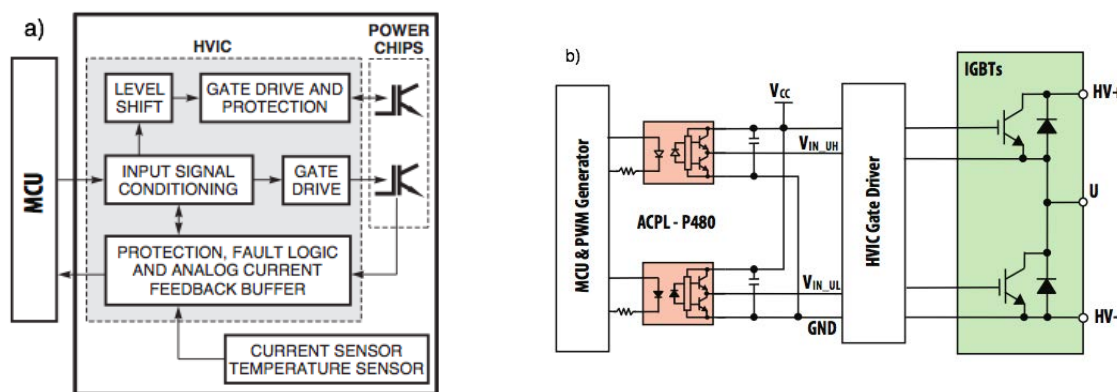 a)
POWER
CHIPS
HVIC
LEVEL
SHIFT
GATE DRIVE AND
PROTECTION
MCU
INPUT SIGNAL
CONDITIONING
GATE
DRIVE
PROTECTION, FAULT LOGIC
AND ANALOG CURRENT
FEEDBACK BUFFER
CURRENT SENSOR
TEMPERATURE SENSOR
b)
MCU & PWM Generator
ACPL - P480
VCC
VIN_UH
VIN_UL
GND
HVIC Gate Driver
IGBTs
HV+
U
HV-